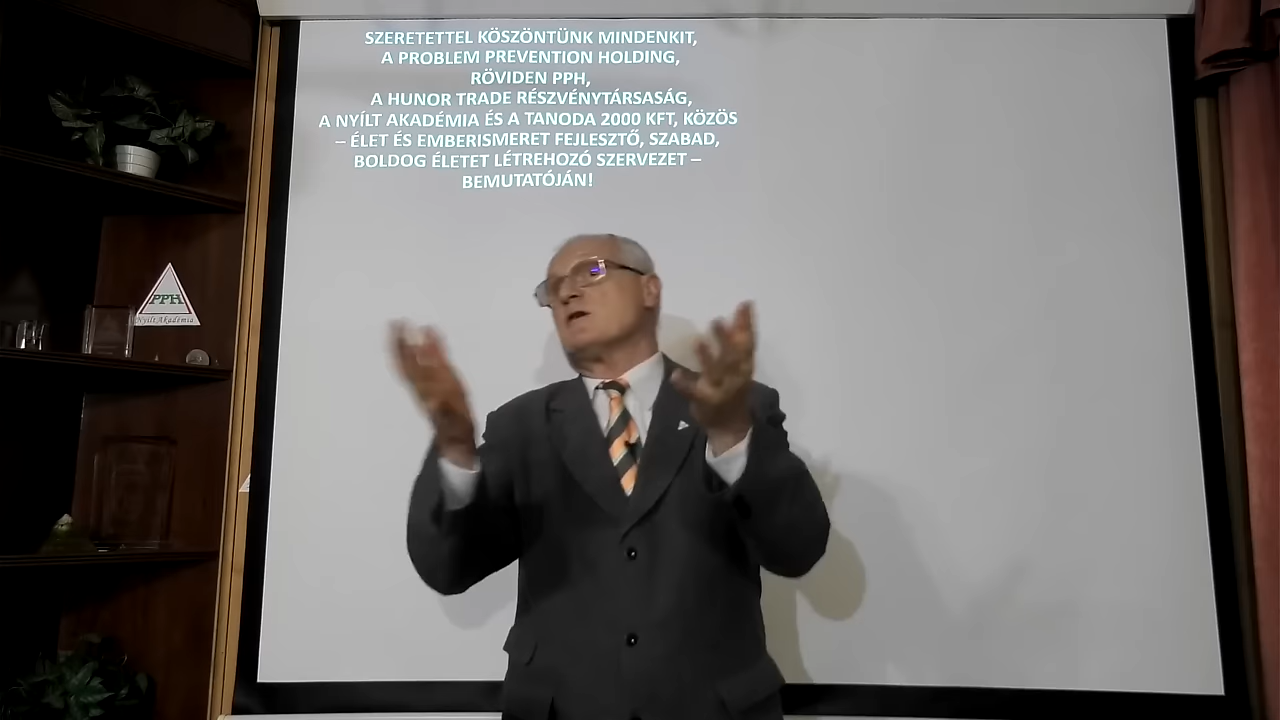 SZERETETTEL KÖSZÖNTÜNK MINDENKIT,
A PROBLEM PREVENTION HOLDING,
RÖVIDEN PPH,
A HUNOR TRADE RÉSZVÉNYTÁRSASÁG,
A NYÍLT AKADÉMIA ÉS A TANODA 2000 KFT, KÖZÖS
– ÉLET ÉS EMBERISMERET FEJLESZTŐ, SZABAD,
BOLDOG ÉLETET LÉTREHOZÓ SZERVEZET –
BEMUTATÓJÁN!
PPH
Nyílt Akadémia